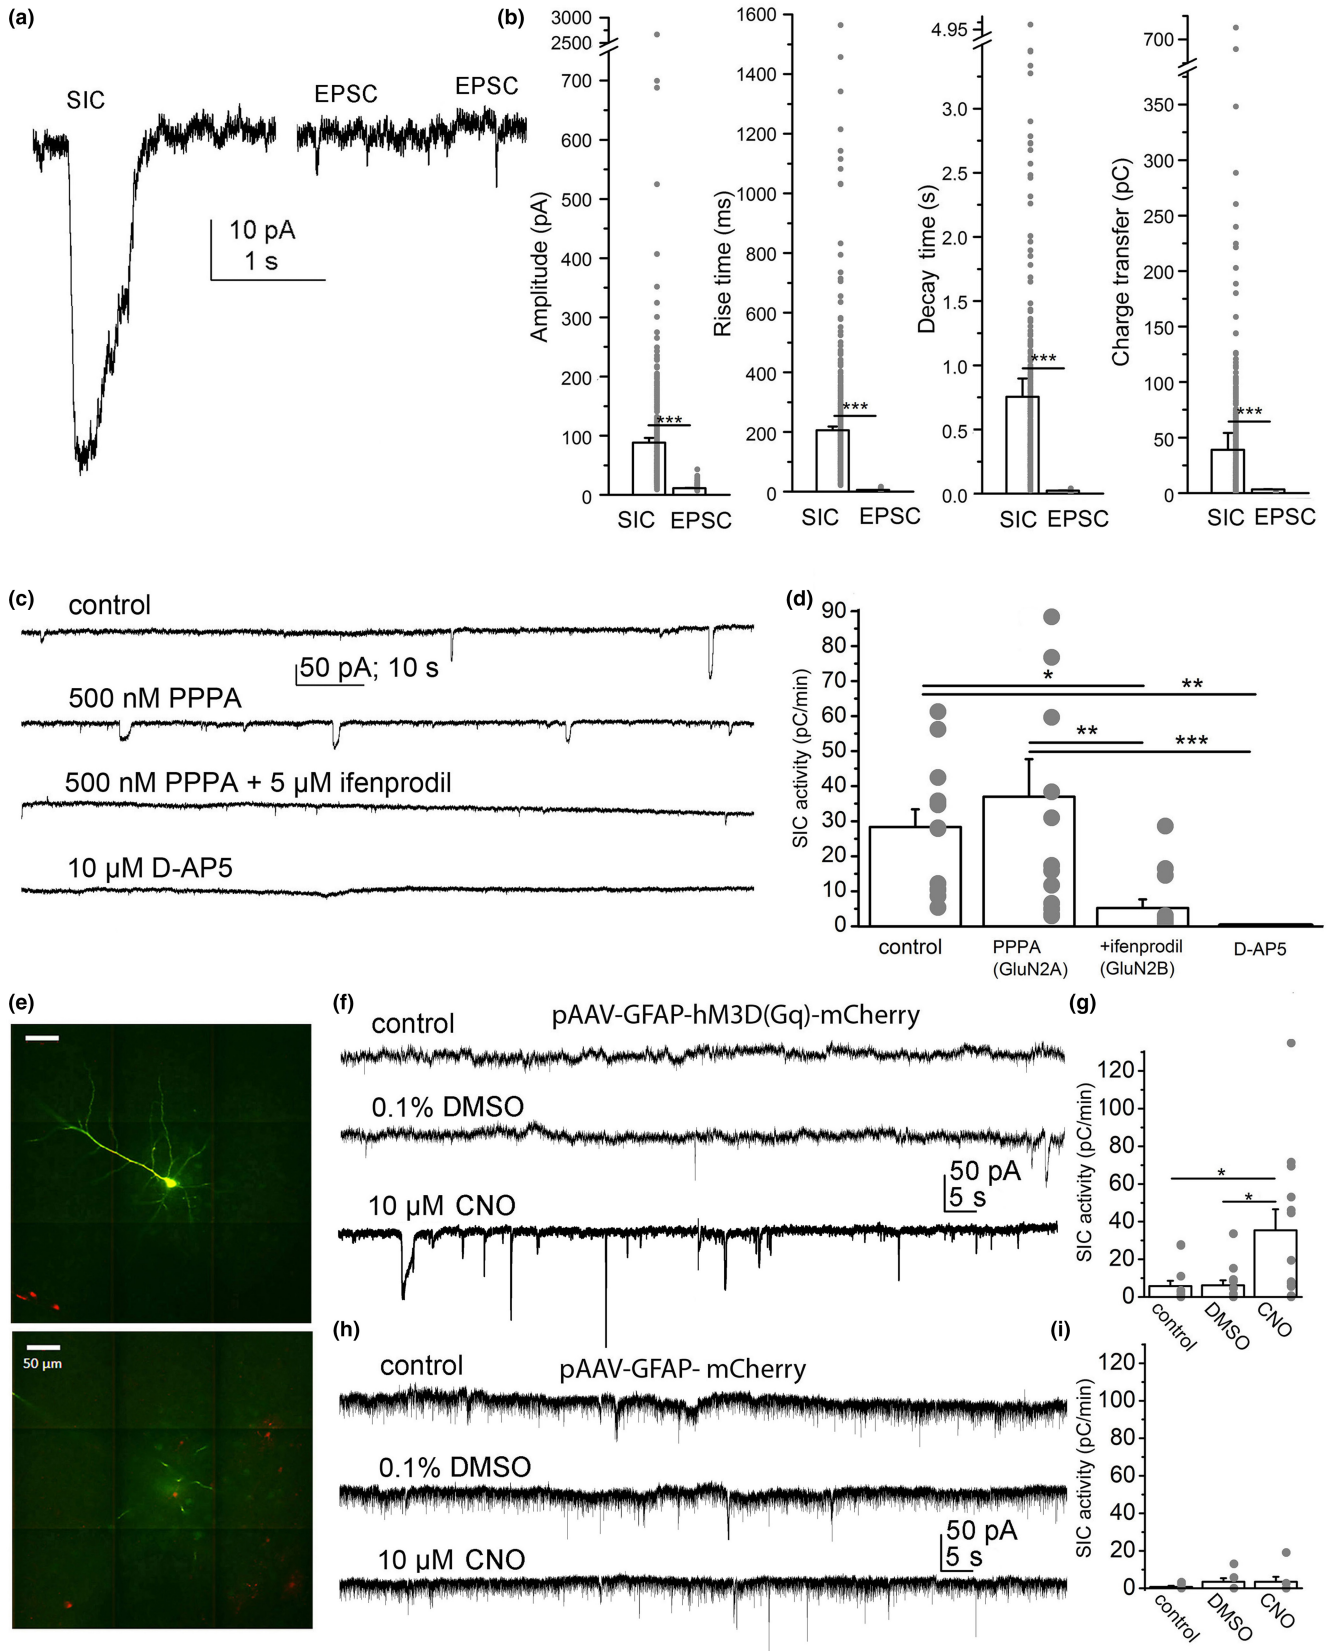 (a)
SIC
EPSC
EPSC
10 pA
1 s
(b)
Amplitude (pA)
3000
2500
700
600
500
400
300
200
100
0
***
SIC EPSC
Rise time (ms)
1600
1400
1200
1000
800
600
400
200
0
***
SIC EPSC
Decay time (s)
4.95
3.0
2.5
2.0
1.5
1.0
0.5
0.0
***
SIC EPSC
Charge transfer (pC)
700
350
300
250
200
150
100
50
0
***
SIC EPSC
(c)
control
50 pA; 10 s
500 nM PPPA
500 nM PPPA + 5 µM ifenprodil
10 µM D-AP5
(d)
SIC activity (pC/min)
90
80
70
60
50
40
30
20
10
0
*
**
**
***
control
PPPA
(GluN2A)
+ifenprodil
(GluN2B)
D-AP5
(e)
50 µm
(f)
pAAV-GFAP-hM3D(Gq)-mCherry
control
0.1% DMSO
50 pA
5 s
10 µM CNO
(g)
SIC activity (pC/min)
120
100
80
60
40
20
0
*
*
control
DMSO
CNO
(h)
control
pAAV-GFAP- mCherry
0.1% DMSO
50 pA
5 s
10 µM CNO
(i)
SIC activity (pC/min)
120
100
80
60
40
20
0
control
DMSO
CNO